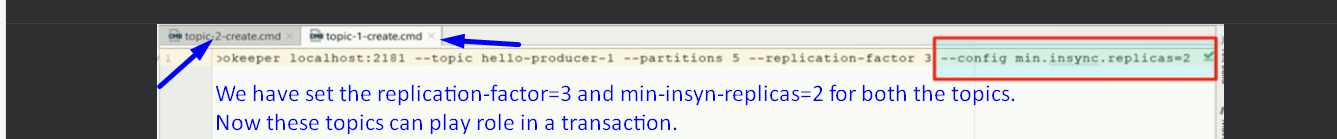 topic-2-create.cmd × topic-1-create.cmd ×
1 ookeeper localhost:2181 --topic hello-producer-1 --partitions 5 --replication-factor 3 --config min.insync.replicas=2
We have set the replication-factor=3 and min-insyn-replicas=2 for both the topics.
Now these topics can play role in a transaction.